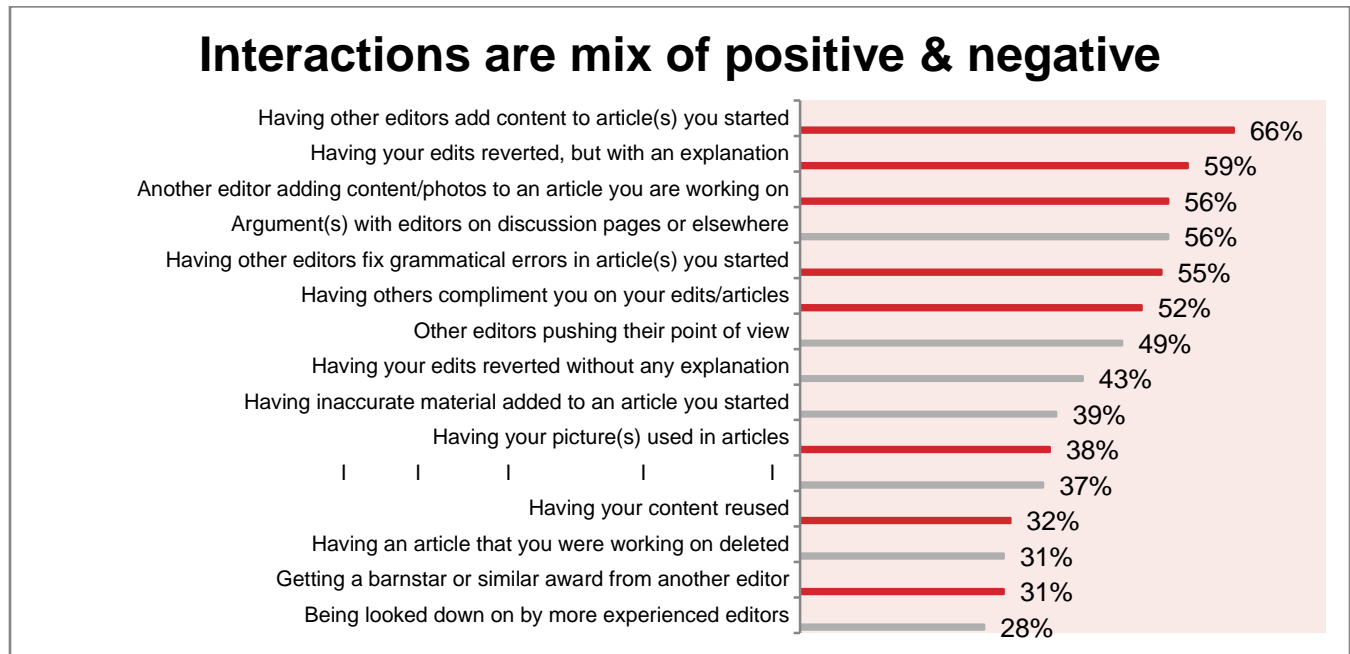 Interactions are mix of positive & negative
Having other editors add content to article(s) you started 66%
Having your edits reverted, but with an explanation 59%
Another editor adding content/photos to an article you are working on 56%
Argument(s) with editors on discussion pages or elsewhere 56%
Having other editors fix grammatical errors in article(s) you started 55%
Having others compliment you on your edits/articles 52%
Other editors pushing their point of view 49%
Having your edits reverted without any explanation 43%
Having inaccurate material added to an article you started 39%
Having your picture(s) used in articles 38%
37%
Having your content reused 32%
Having an article that you were working on deleted 31%
Getting a barnstar or similar award from another editor 31%
Being looked down on by more experienced editors 28%